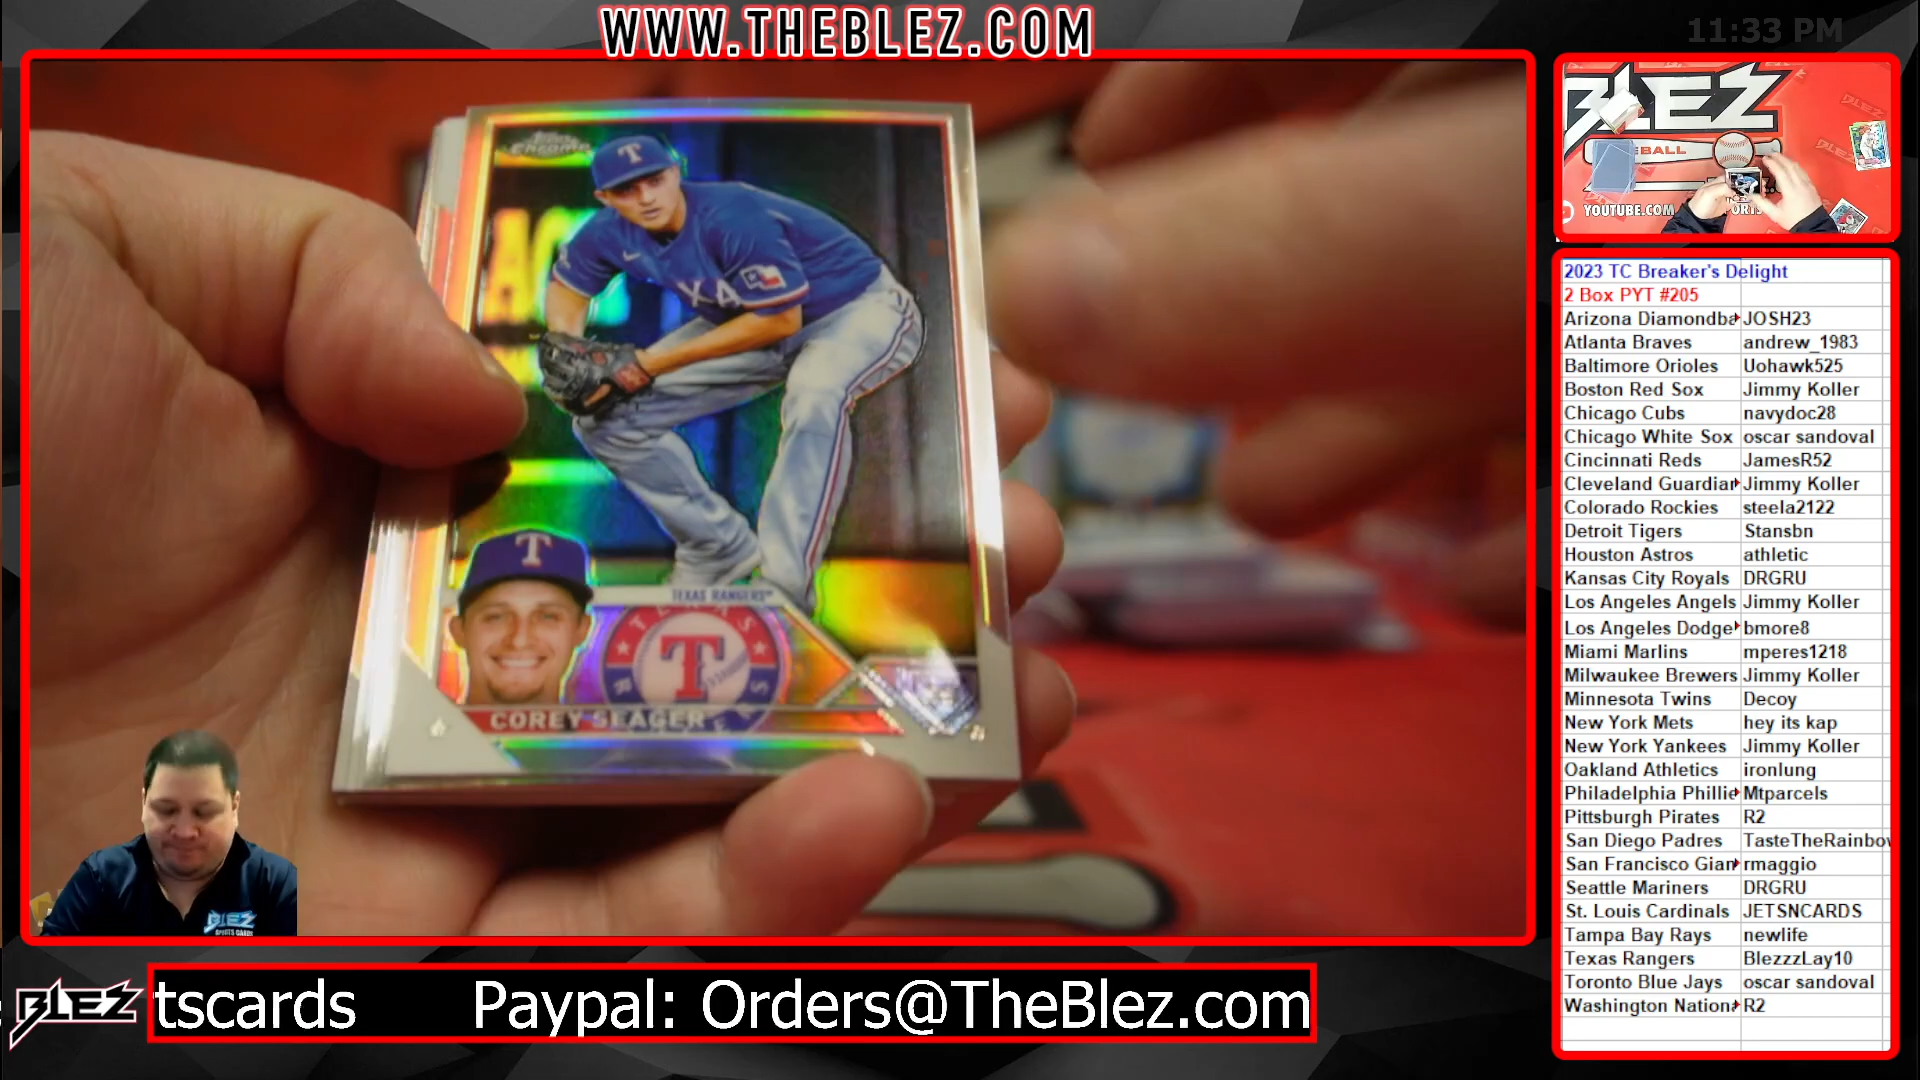 WWW.THEBLEZ.COM
11:33 PM
Topps
Chrome
T
T
TEXAS RANGERS
T
COREY SEAGER
BLEZ
BLEZ
YOUTUBE.COM
2023 TC Breaker's Delight
2 Box PYT #205
Arizona Diamondba JOSH23
Atlanta Braves andrew_1983
Baltimore Orioles Uohawk525
Boston Red Sox Jimmy Koller
Chicago Cubs navydoc28
Chicago White Sox oscar sandoval
Cincinnati Reds JamesR52
Cleveland Guardian Jimmy Koller
Colorado Rockies steela2122
Detroit Tigers Stansbn
Houston Astros athletic
Kansas City Royals DRGRU
Los Angeles Angels Jimmy Koller
Los Angeles Dodge bmore8
Miami Marlins mperes1218
Milwaukee Brewers Jimmy Koller
Minnesota Twins Decoy
New York Mets hey its kap
New York Yankees Jimmy Koller
Oakland Athletics ironlung
Philadelphia Phillie Mtparcels
Pittsburgh Pirates R2
San Diego Padres TasteTheRainbow
San Francisco Gian rmaggio
Seattle Mariners DRGRU
St. Louis Cardinals JETSNCARDS
Tampa Bay Rays newlife
Texas Rangers BlezzzLay10
Toronto Blue Jays oscar sandoval
Washington Nationa R2
BLEZ
SPORTS CARDS
BLEZ
tscards Paypal: Orders@TheBlez.com